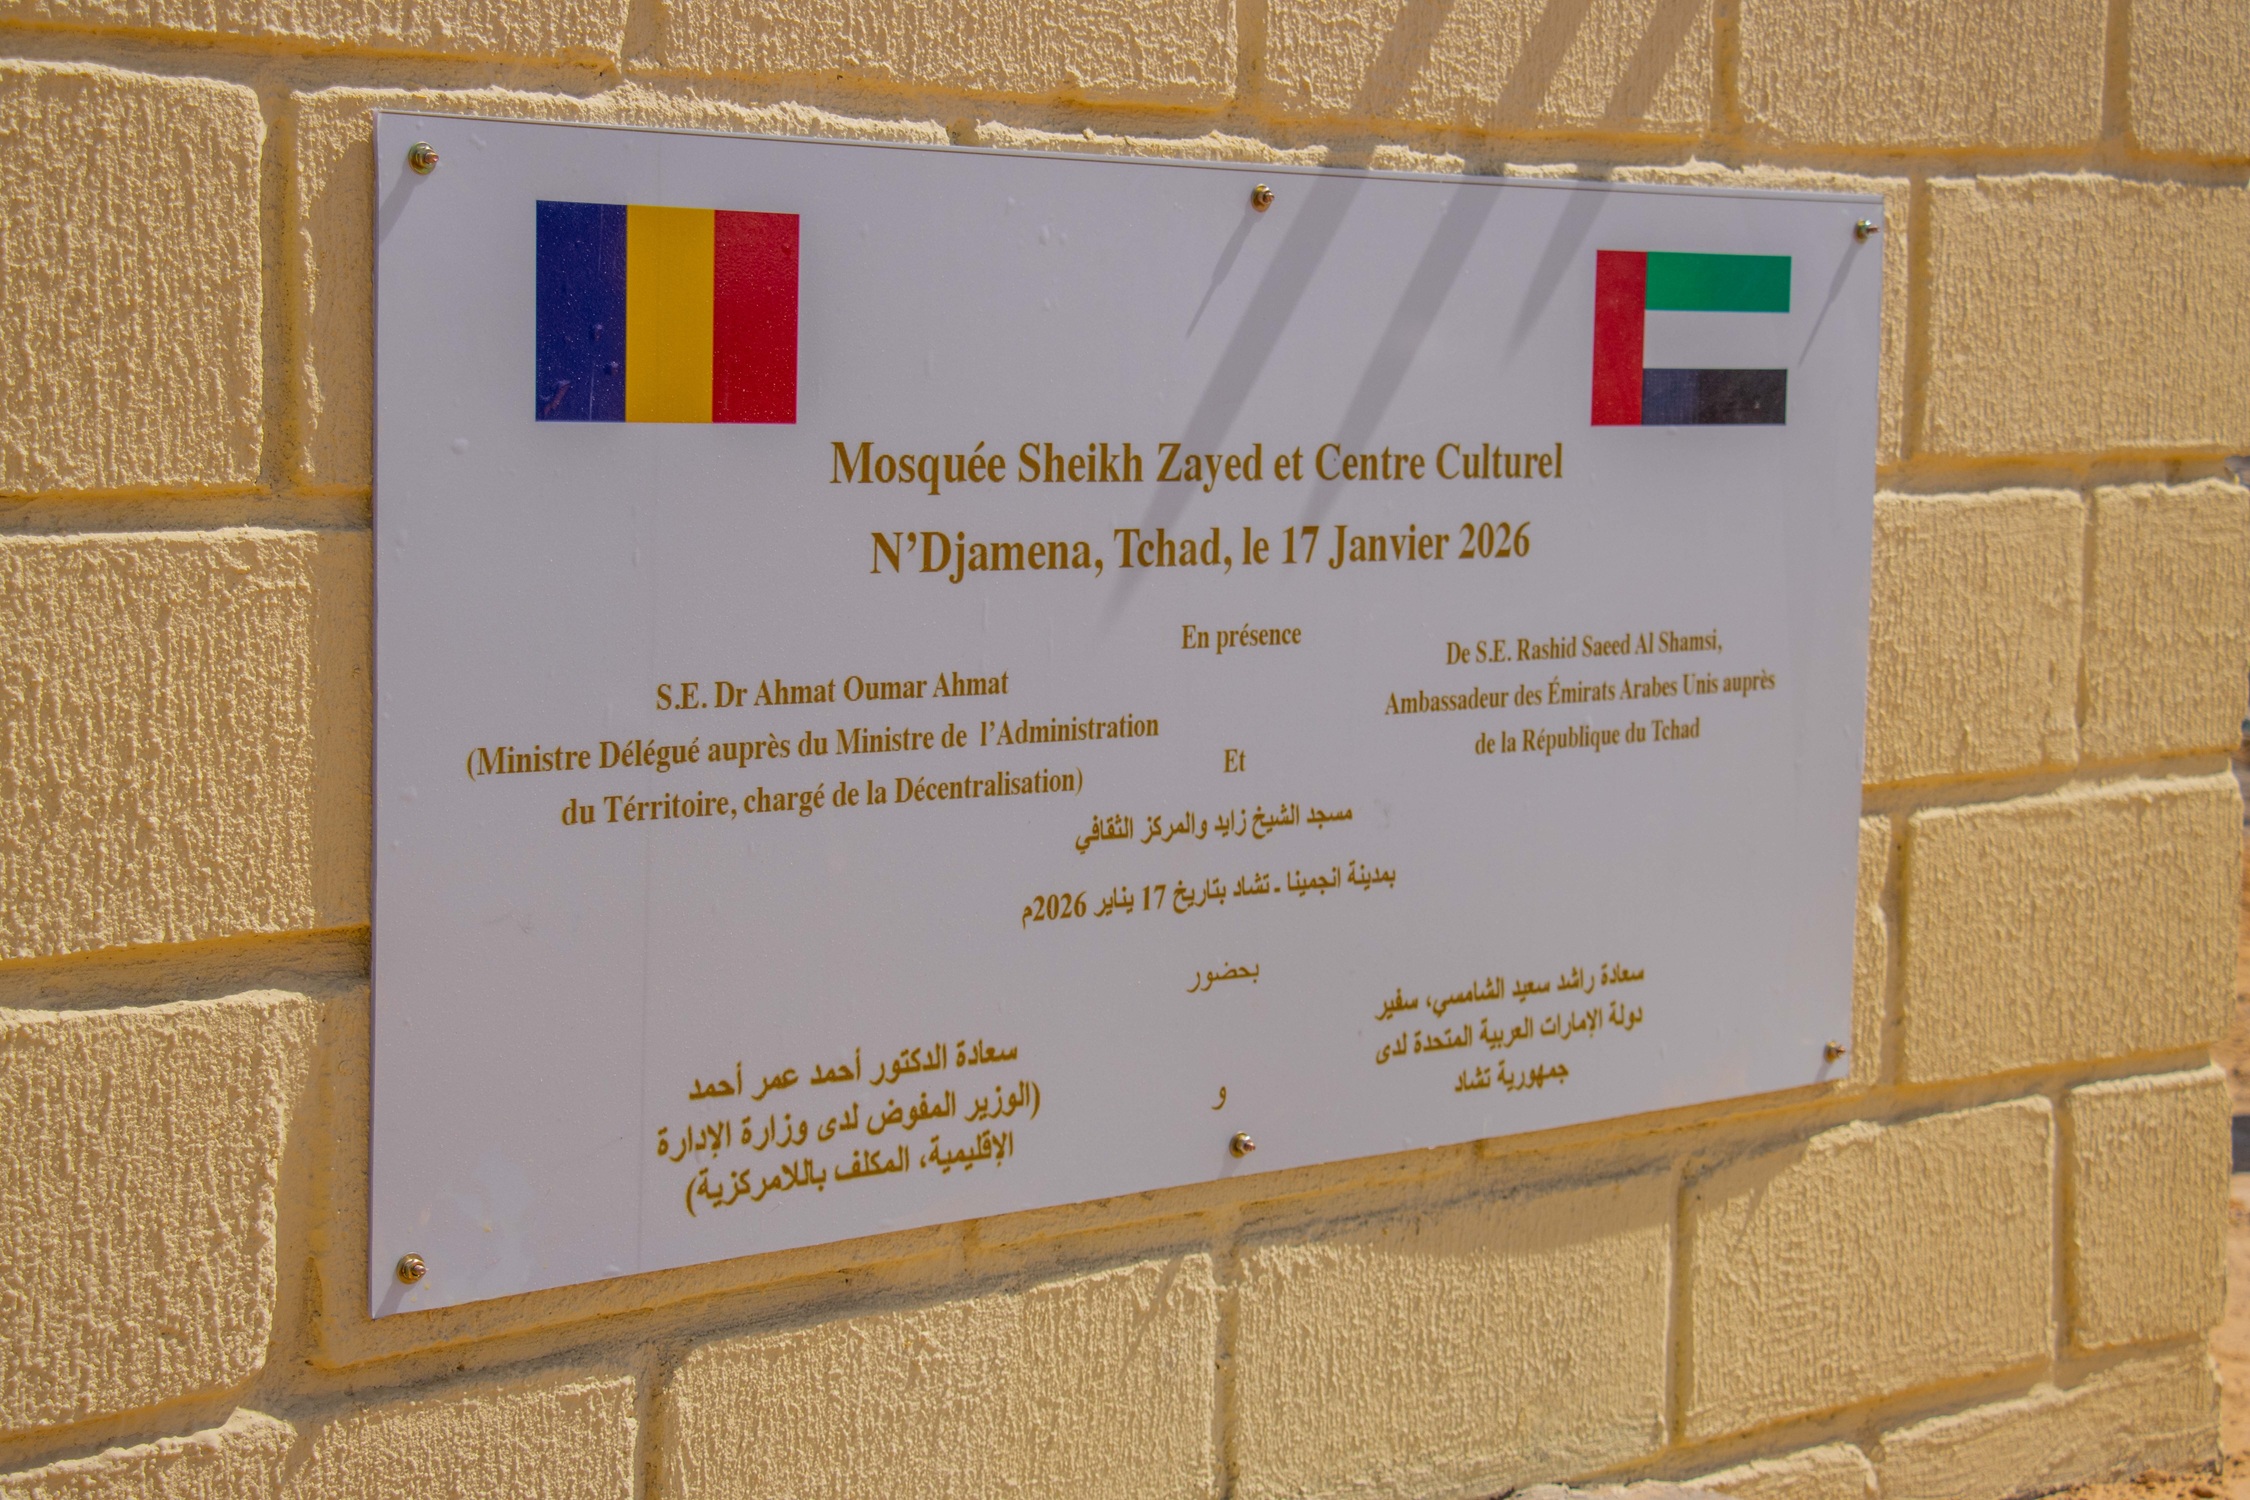 Mosquée Sheikh Zayed et Centre Culturel
N’Djamena, Tchad, le 17 Janvier 2026
En présence
S.E. Dr Ahmat Oumar Ahmat
(Ministre Délégué auprès du Ministre de l’Administration
du Térritoire, chargé de la Décentralisation)
Et
De S.E. Rashid Saeed Al Shamsi,
Ambassadeur des Émirats Arabes Unis auprès
de la République du Tchad
مسجد الشيخ زايد والمركز الثقافي
بمدينة انجمينا - تشاد بتاريخ 17 يناير 2026م
بحضور
سعادة راشد سعيد الشامسي، سفير
دولة الإمارات العربية المتحدة لدى
جمهورية تشاد
و
سعادة الدكتور أحمد عمر أحمد
(الوزير المفوض لدى وزارة الإدارة
الإقليمية، المكلف باللامركزية)